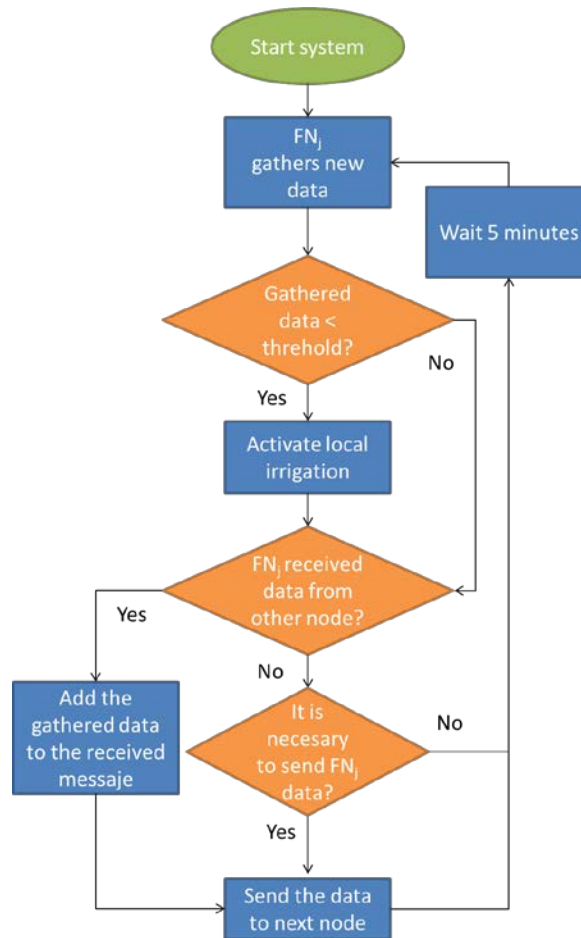 Start system
FNj
gathers new
data
Wait 5 minutes
Gathered
data <
threhold?
No
Yes
Activate local
irrigation
FNj received
data from
other node?
Yes
No
Add the
gathered data
to the received
messaje
It is
necesary
to send FNj
data?
No
Yes
Send the data
to next node